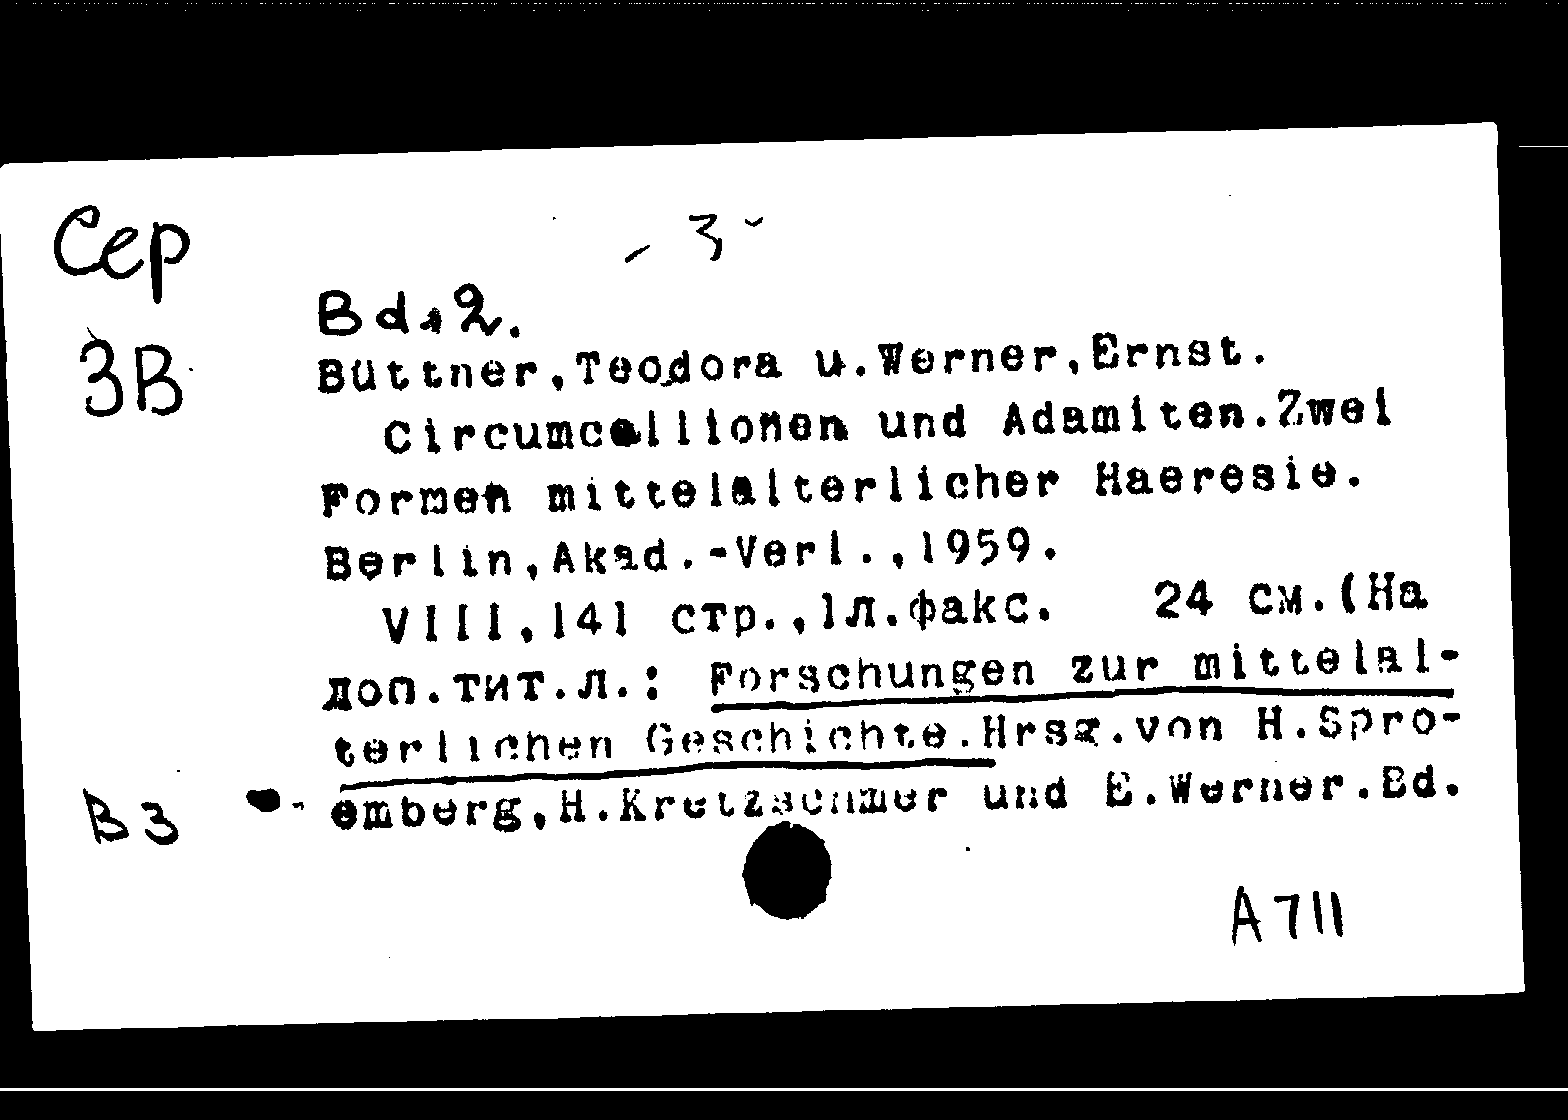 Сер
- 3 -
Bd.2.
3B
Büttner,Teodora u.Werner,Ernst.
Circumcellionen und Adamiten.Zwei
Formen mittelalterlicher Haeresie.
Berlin,Akad.-Verl.,1959.
VIII,141 стр.,1л.факс. 24 см.(На
доп.тит.л.: Forschungen zur mittelal-
terlichen Geschichte.Hrsg.von H.Spro-
emberg,H.Kretzschmer und E.Werner.Bd.
B3
A711